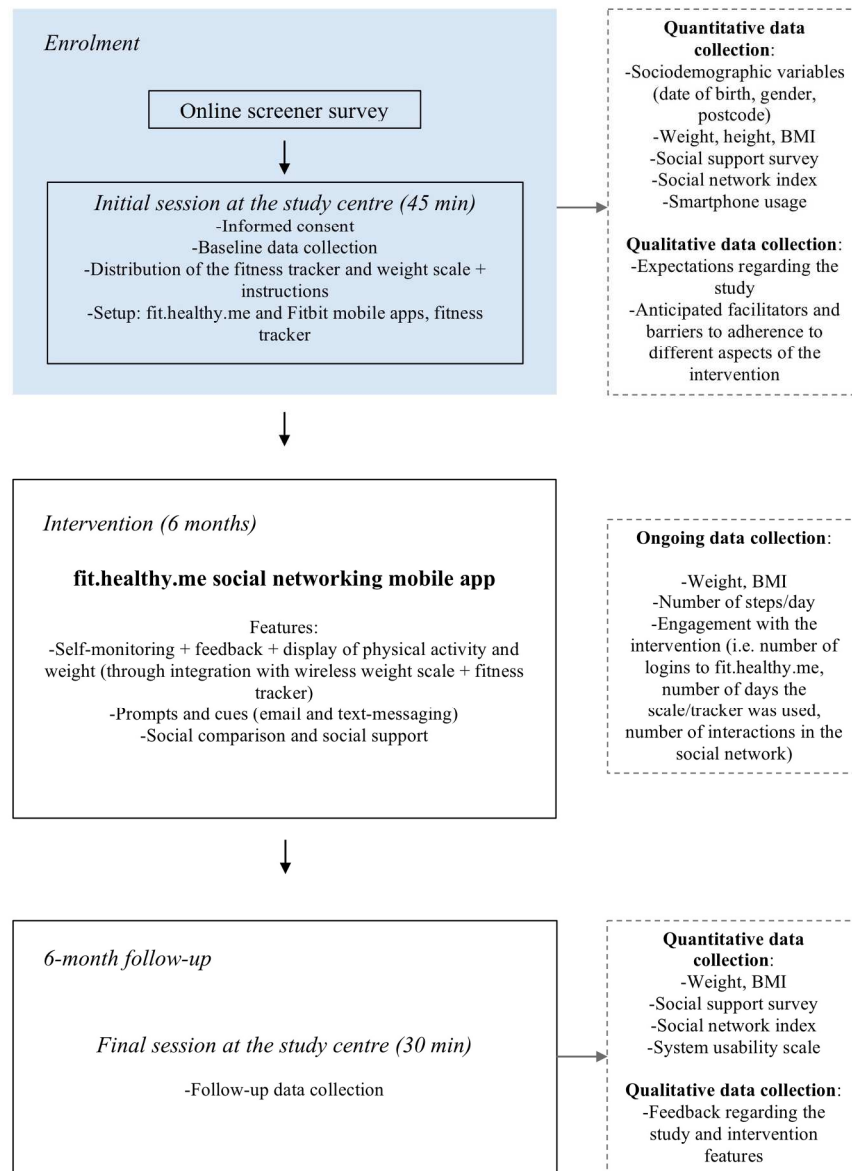 Enrolment
Online screener survey
Initial session at the study centre (45 min)
-Informed consent
-Baseline data collection
-Distribution of the fitness tracker and weight scale +
instructions
-Setup: fit.healthy.me and Fitbit mobile apps, fitness
tracker
Quantitative data
collection:
-Sociodemographic variables
(date of birth, gender,
postcode)
-Weight, height, BMI
-Social support survey
-Social network index
-Smartphone usage
Qualitative data collection:
-Expectations regarding the
study
-Anticipated facilitators and
barriers to adherence to
different aspects of the
intervention
Intervention (6 months)
fit.healthy.me social networking mobile app
Features:
-Self-monitoring + feedback + display of physical activity and
weight (through integration with wireless weight scale + fitness
tracker)
-Prompts and cues (email and text-messaging)
-Social comparison and social support
Ongoing data collection:
-Weight, BMI
-Number of steps/day
-Engagement with the
intervention (i.e. number of
logins to fit.healthy.me,
number of days the
scale/tracker was used,
number of interactions in the
social network)
6-month follow-up
Final session at the study centre (30 min)
-Follow-up data collection
Quantitative data
collection:
-Weight, BMI
-Social support survey
-Social network index
-System usability scale
Qualitative data collection:
-Feedback regarding the
study and intervention
features